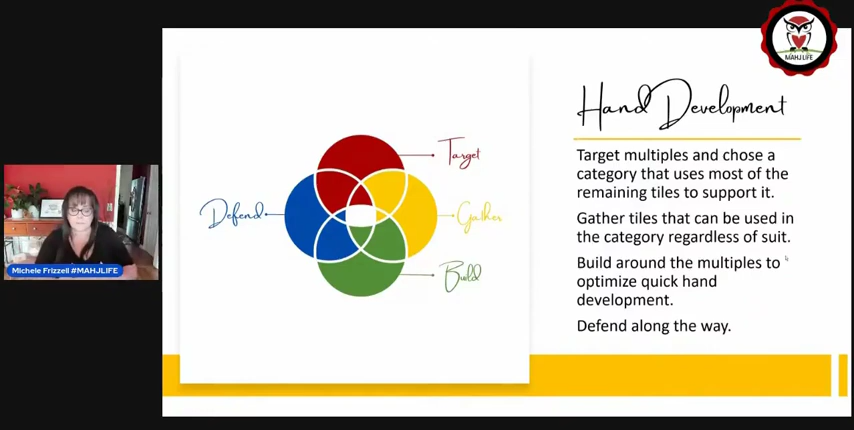 MAHJ LIFE
Hand Development
Target
Gather
Build
Defend
Target multiples and chose a
category that uses most of the
remaining tiles to support it.
Gather tiles that can be used in
the category regardless of suit.
Build around the multiples to
optimize quick hand
development.
Defend along the way.
Michele Frizzell #MAHJLIFE